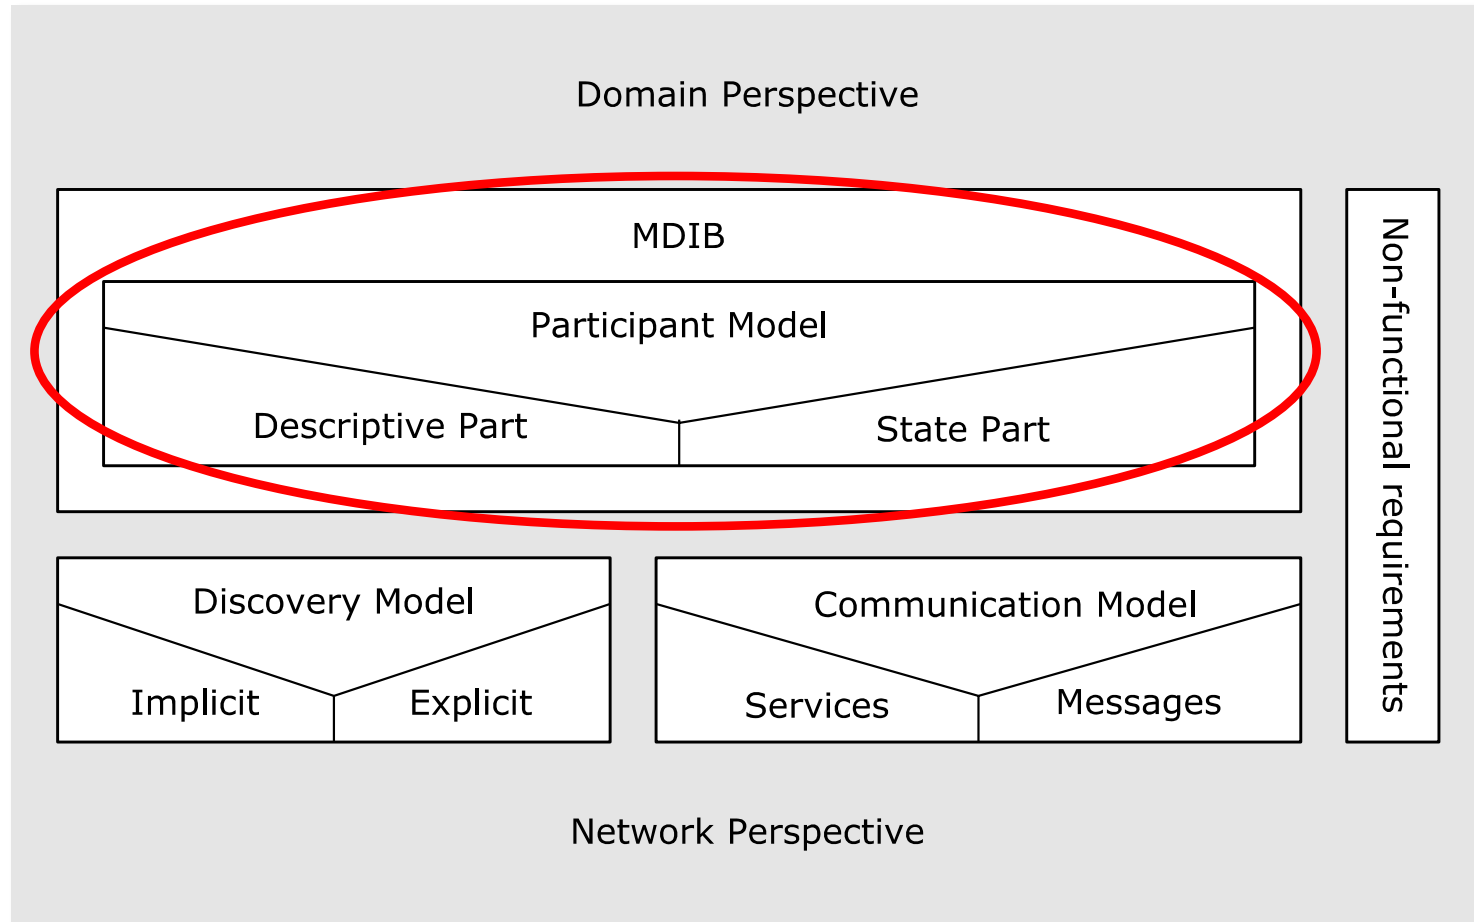 Domain Perspective
MDIB
Participant Model
Descriptive Part
State Part
Non-functional requirements
Discovery Model
Implicit
Explicit
Communication Model
Services
Messages
Network Perspective